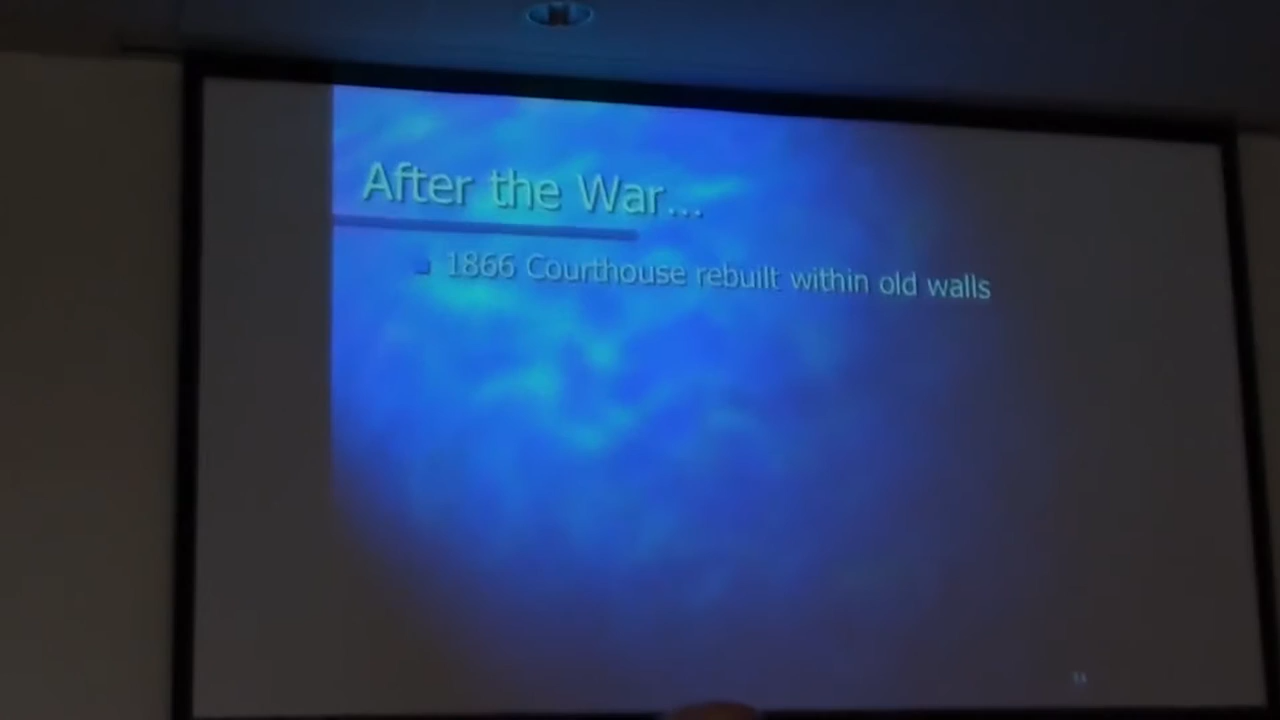 After the War...
1866 Courthouse rebuilt within old walls